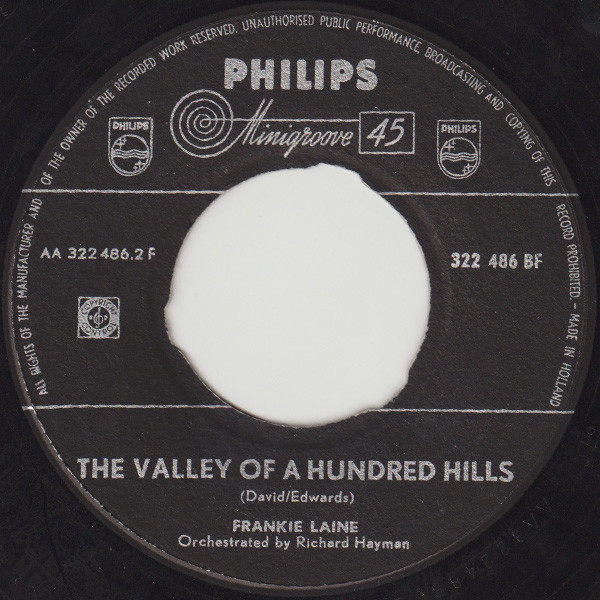 ALL RIGHTS OF THE MANUFACTURER AND OF THE OWNER OF THE RECORDED WORK RESERVED. UNAUTHORISED PUBLIC PERFORMANCE, BROADCASTING AND COPYING OF THIS RECORD PROHIBITED. - MADE IN HOLLAND
PHILIPS
Minigroove 45
PHILIPS
PHILIPS
AA 322 486.2 F
322 486 BF
COPYRIGHT
CONTROL
THE VALLEY OF A HUNDRED HILLS
(David/Edwards)
FRANKIE LAINE
Orchestrated by Richard Hayman